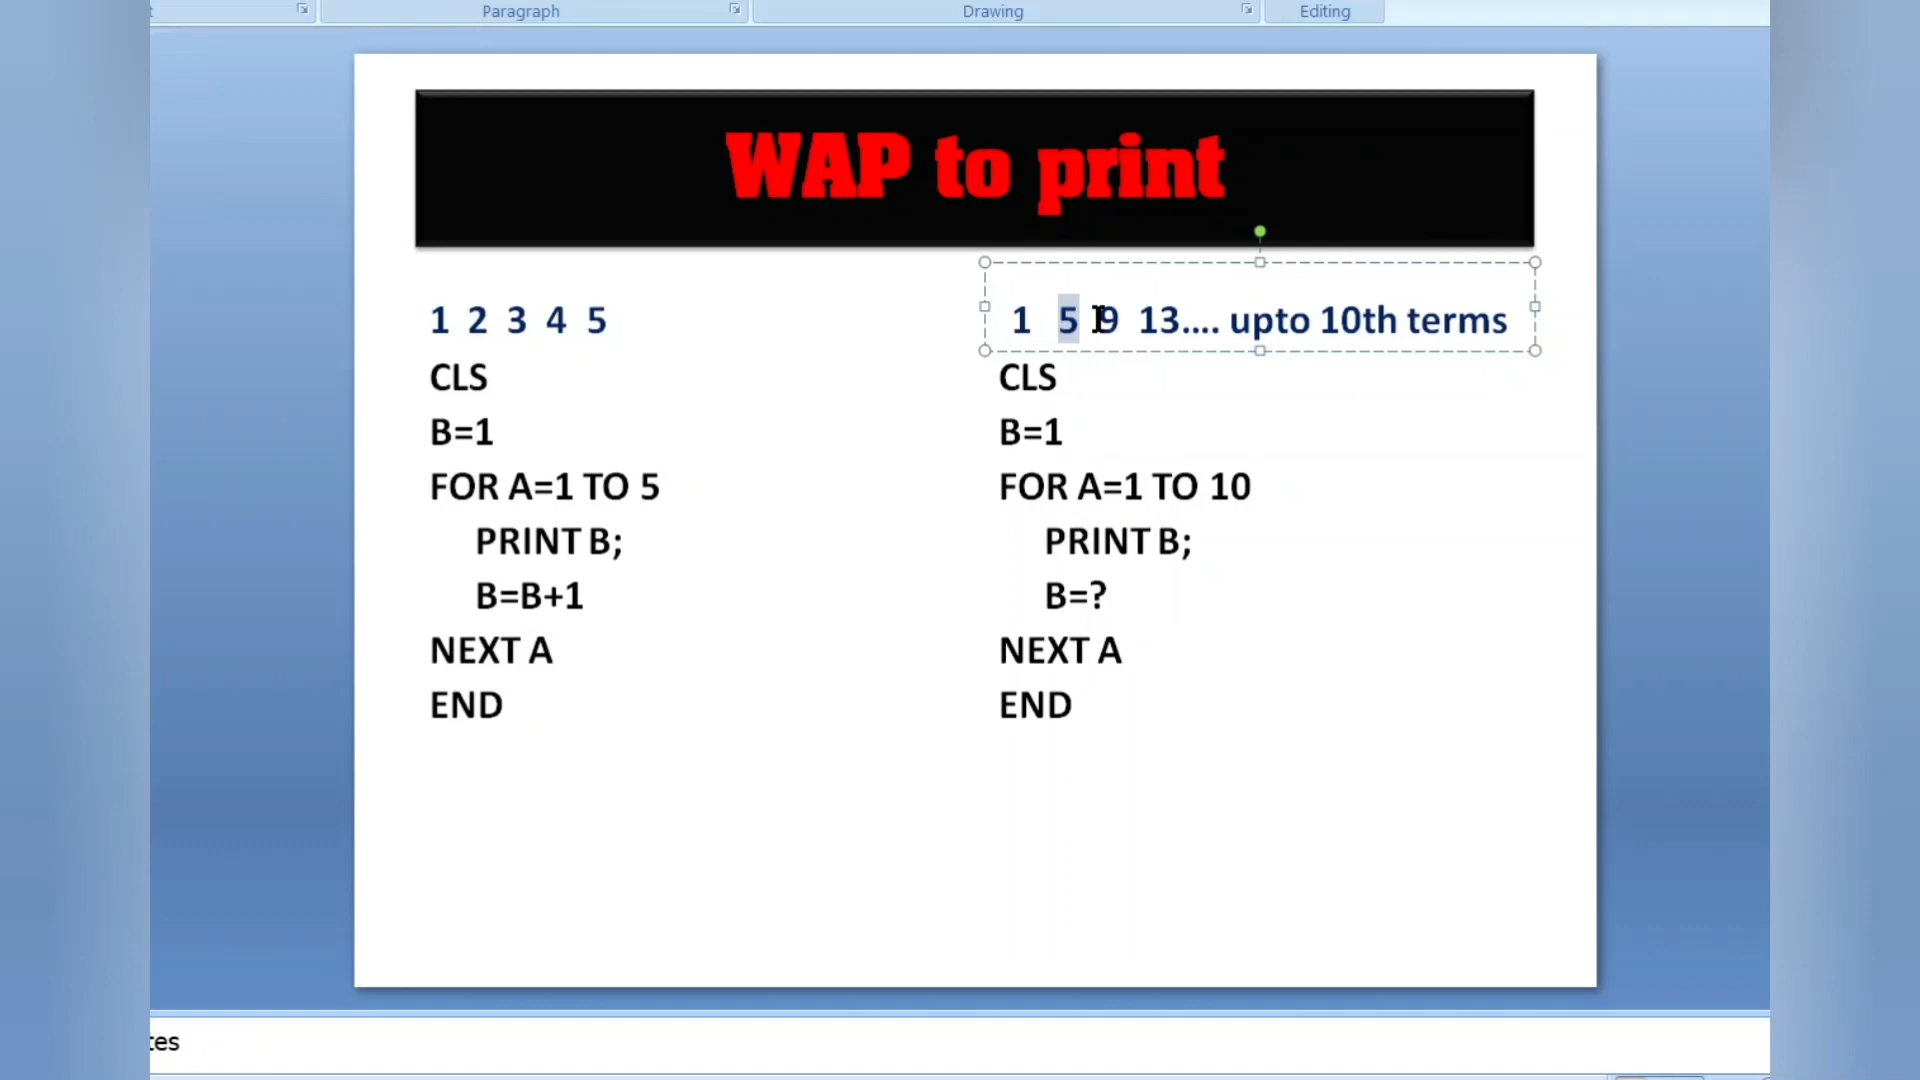 Paragraph
Drawing
Editing
WAP to print
1 2 3 4 5
CLS
B=1
FOR A=1 TO 5
PRINT B;
B=B+1
NEXT A
END
1 5 9 13.... upto 10th terms
CLS
B=1
FOR A=1 TO 10
PRINT B;
B=?
NEXT A
END
tes